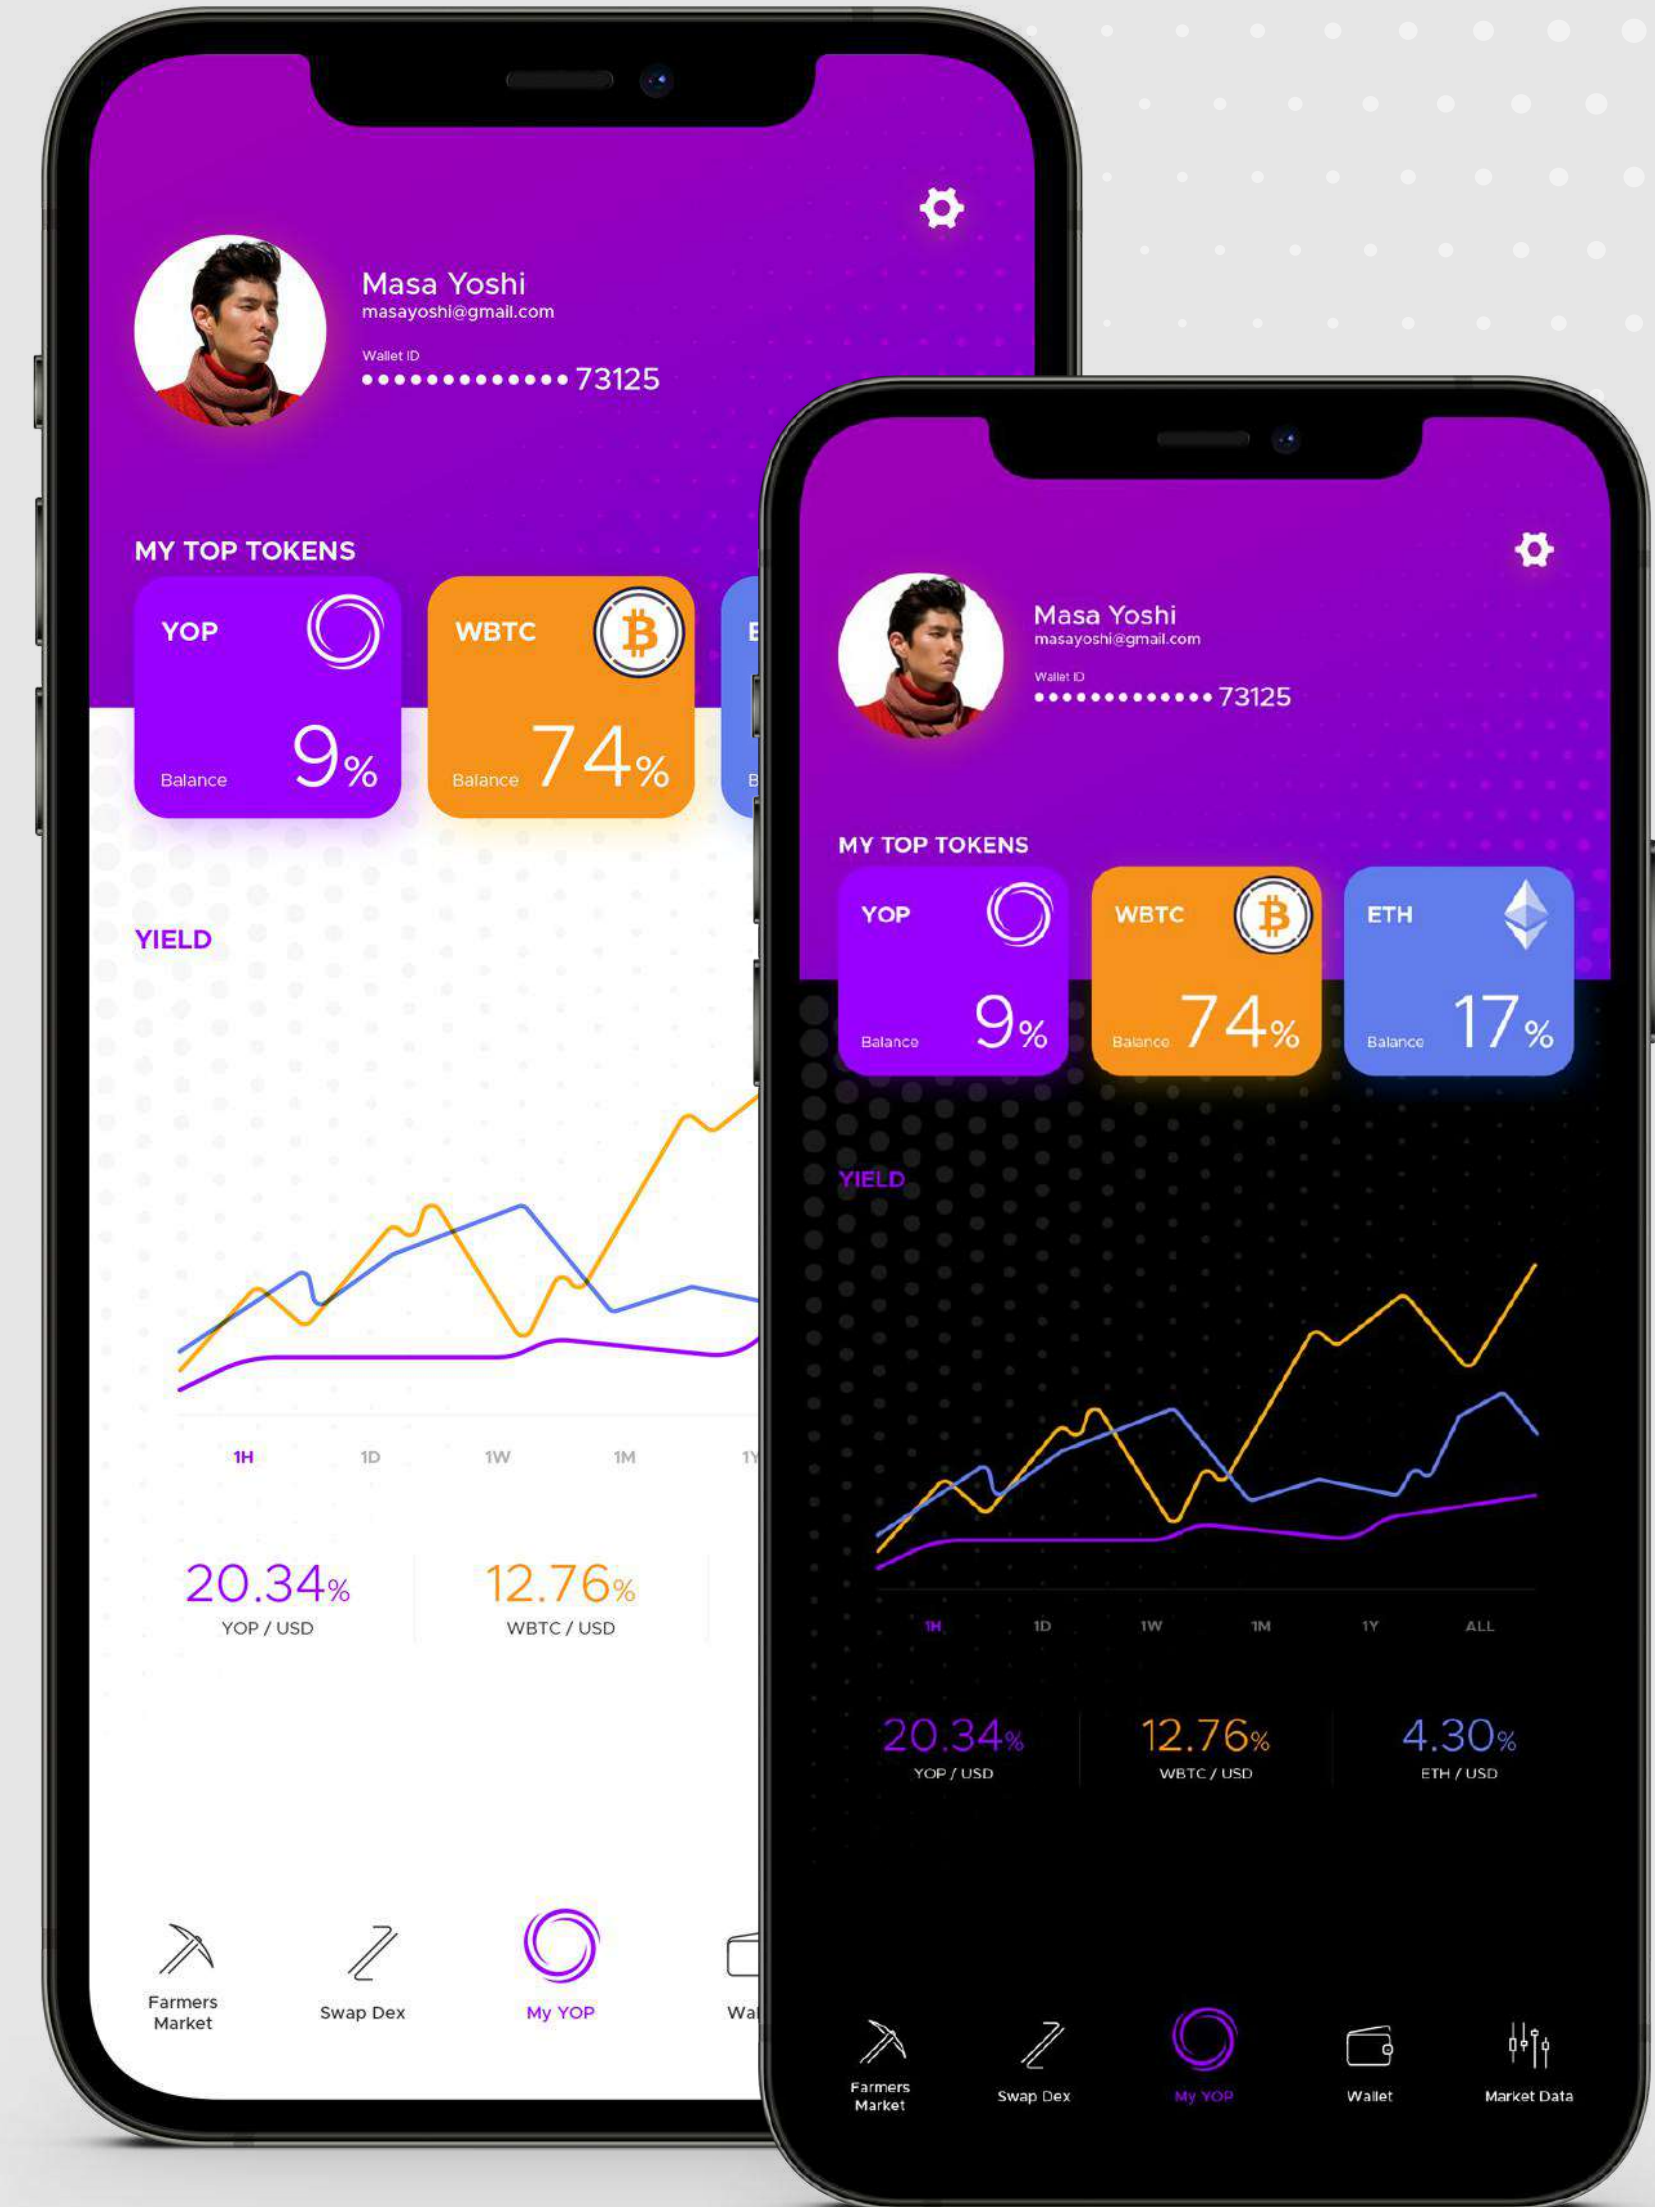 Masa Yoshi
masayoshi@gmail.com
Wallet ID
•••••••••••••73125
MY TOP TOKENS
YOP
WBTC
Balance 9%
Balance 74%
YIELD
1H 1D 1W 1M 1Y
20.34% 12.76%
YOP / USD WBTC / USD
Farmers
Market
Swap Dex
My YOP
Masa Yoshi
masayoshi@gmail.com
Wallet ID
•••••••••••••73125
MY TOP TOKENS
YOP
WBTC
ETH
Balance 9%
Balance 74%
Balance 17%
YIELD
1H 1D 1W 1M 1Y ALL
20.34% 12.76% 4.30%
YOP / USD WBTC / USD ETH / USD
Farmers
Market
Swap Dex
My YOP
Wallet
Market Data